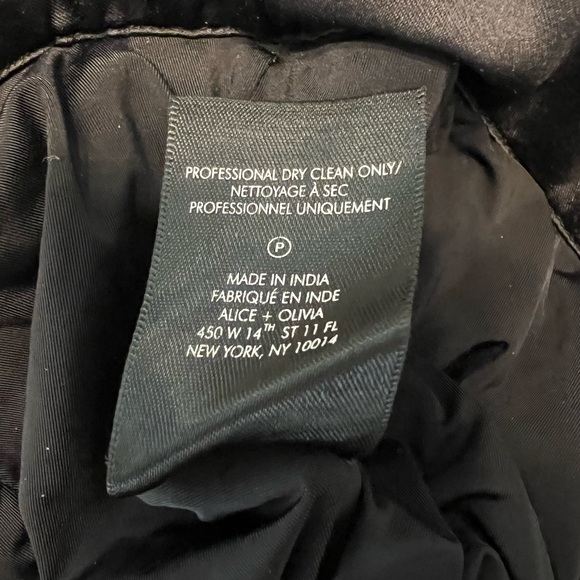 PROFESSIONAL DRY CLEAN ONLY/
NETTOYAGE À SEC
PROFESSIONNEL UNIQUEMENT
P
MADE IN INDIA
FABRIQUÉ EN INDE
ALICE + OLIVIA
450 W 14TH ST 11 FL
NEW YORK, NY 10014